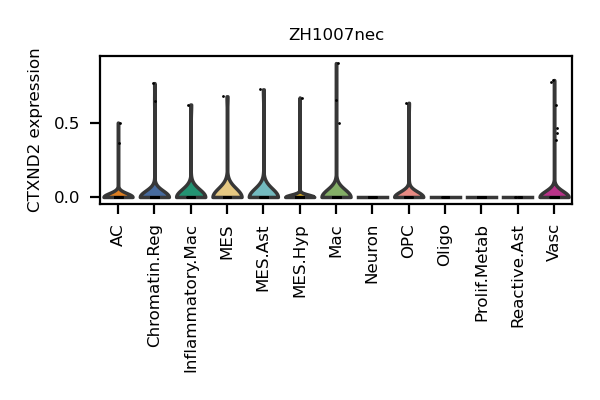 ZH1007nec
CTXND2 expression
0.5
0.0
AC
Chromatin.Reg
Inflammatory.Mac
MES
MES.Ast
MES.Hyp
Mac
Neuron
OPC
Oligo
Prolif.Metab
Reactive.Ast
Vasc